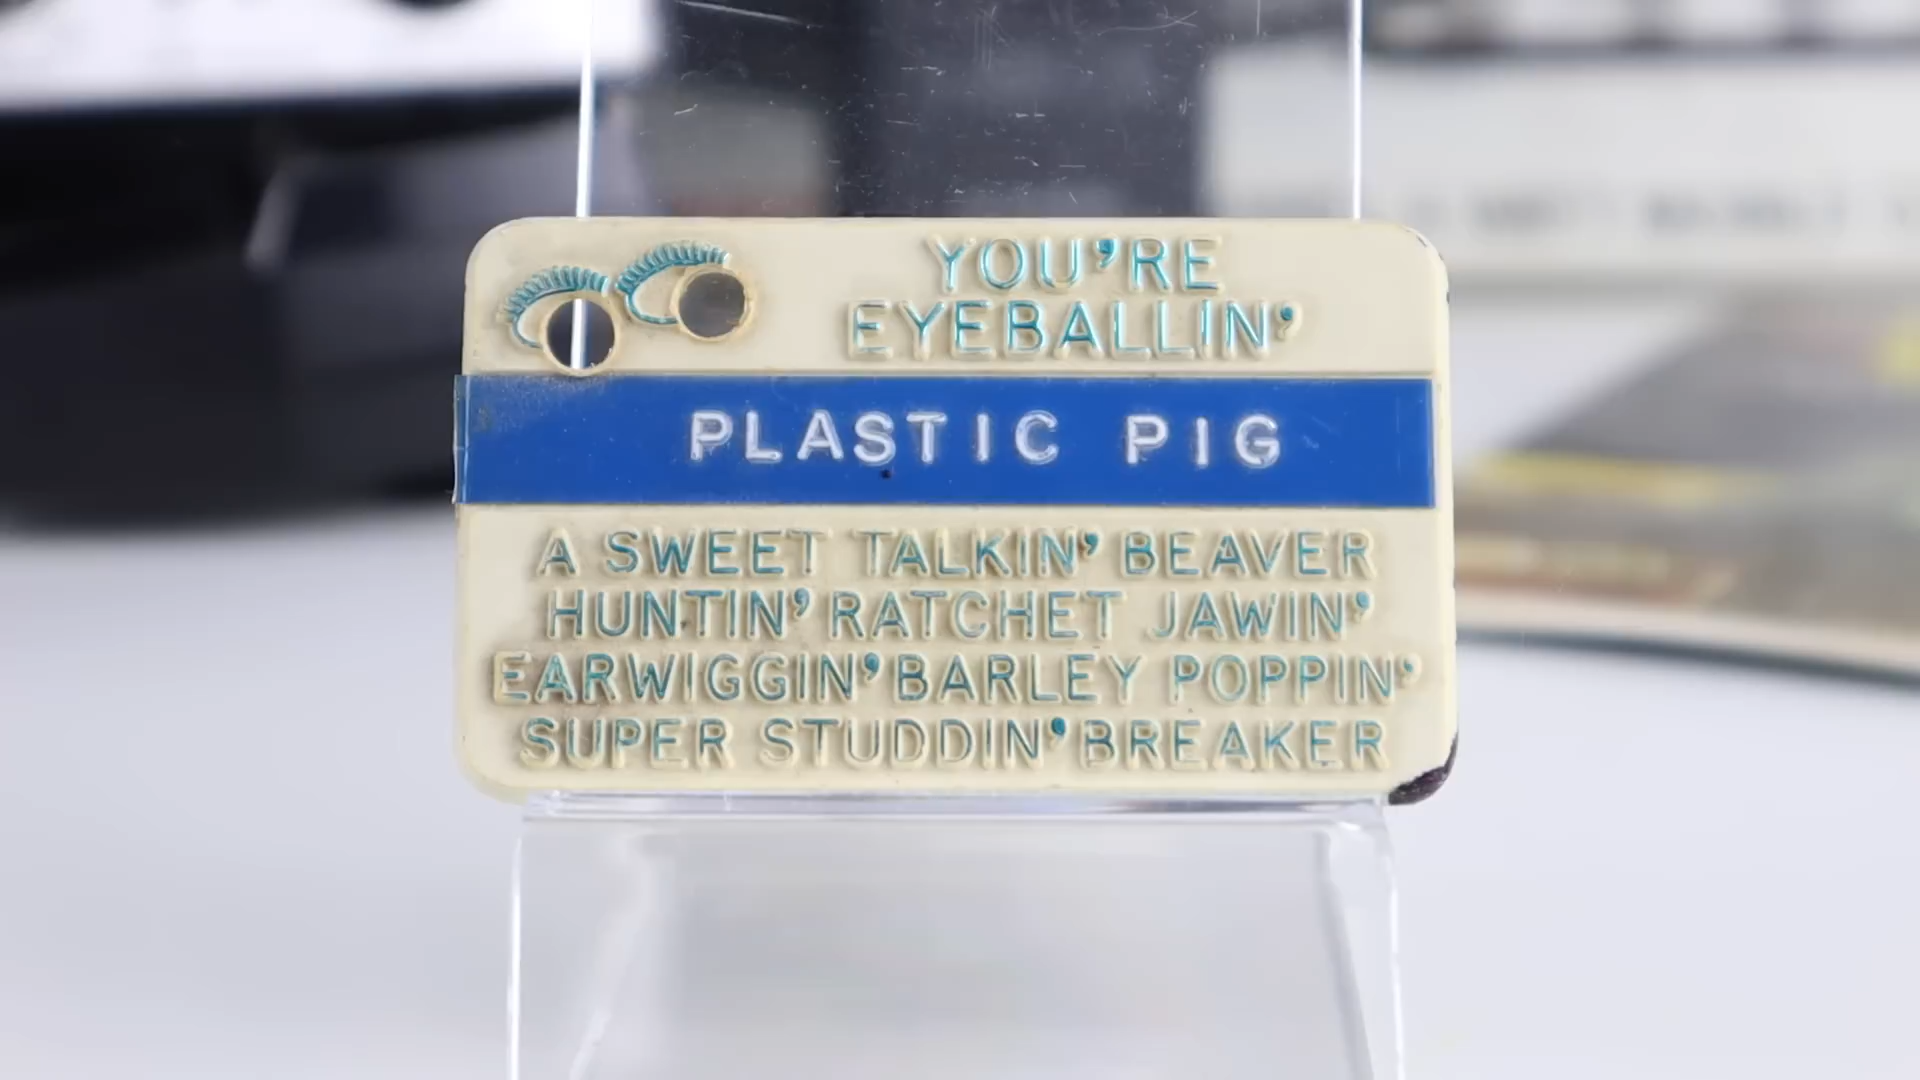 YOU'RE
EYEBALLIN'
PLASTIC PIG
A SWEET TALKIN' BEAVER
HUNTIN' RATCHET JAWIN'
EARWIGGIN' BARLEY POPPIN'
SUPER STUDDIN' BREAKER